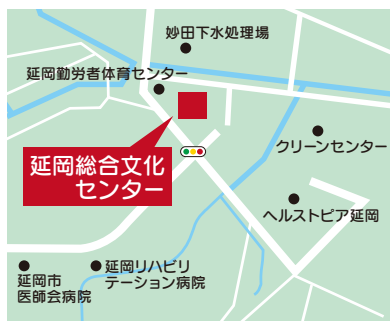 妙田下水処理場
延岡勤労者体育センター
延岡総合文化
センター
クリーンセンター
ヘルストピア延岡
延岡市
医師会病院
延岡リハビリ
テーション病院